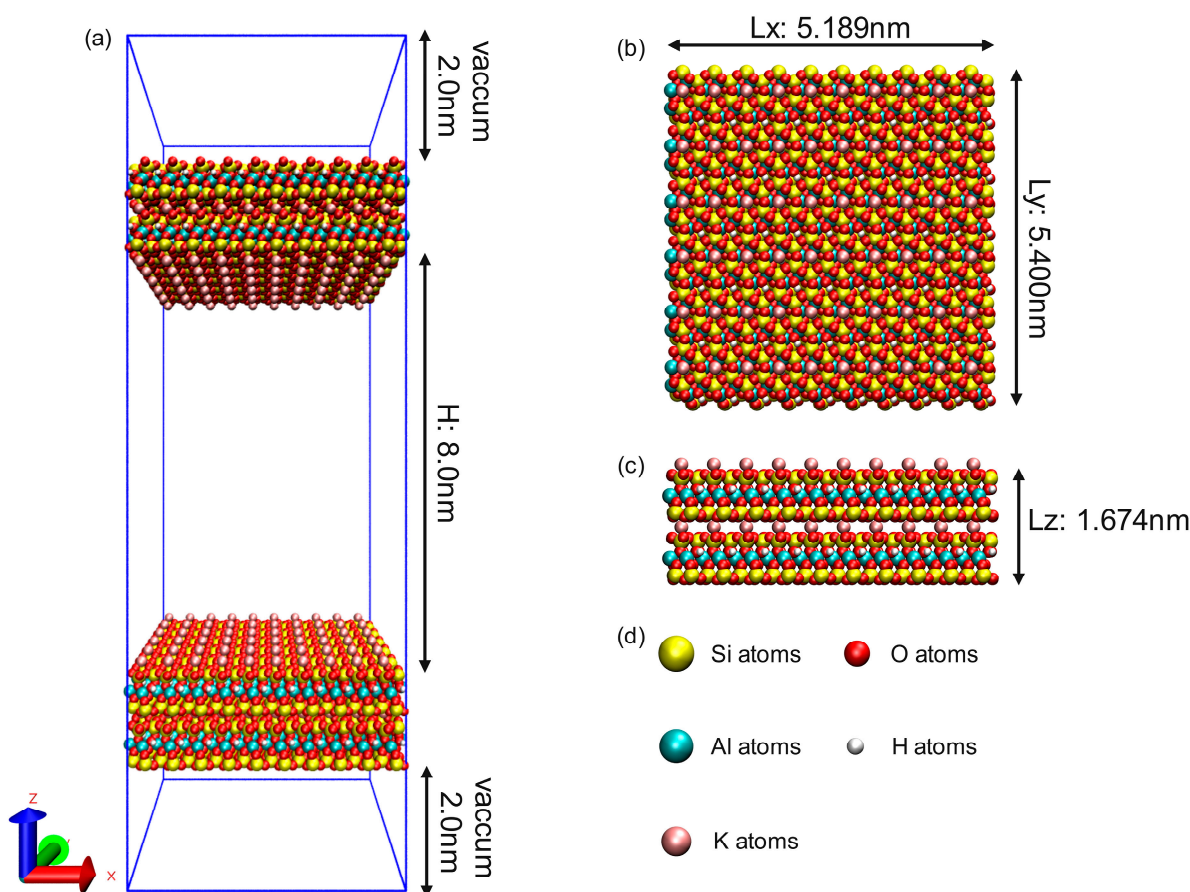 (a)
vaccum
2.0nm
H: 8.0nm
vaccum
2.0nm
Z
X
(b)
Lx: 5.189nm
Ly: 5.400nm
(c)
Lz: 1.674nm
(d)
Si atoms
O atoms
Al atoms
H atoms
K atoms